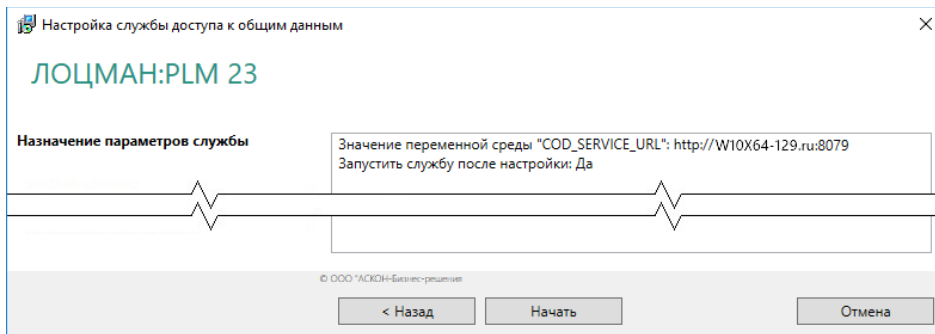 Настройка службы доступа к общим данным
ЛОЦМАН:PLM 23
Назначение параметров службы
Значение переменной среды "COD_SERVICE_URL": http://W10X64-129.ru:8079
Запустить службу после настройки: Да
© ООО "АСКОН-Бизнес-решения
< Назад
Начать
Отмена